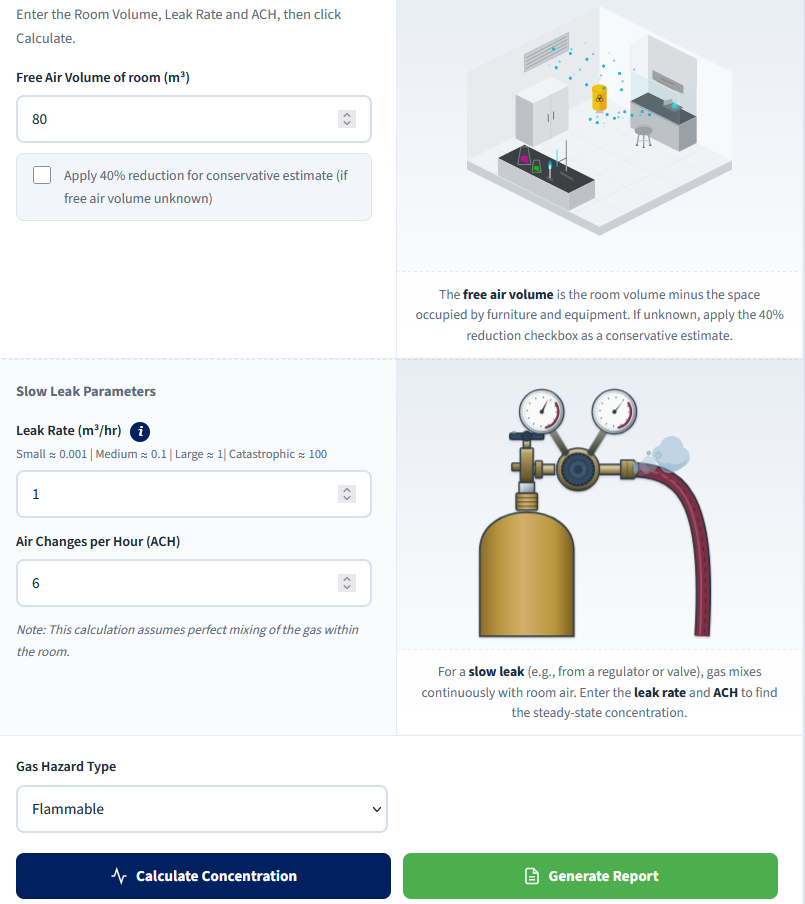 Enter the Room Volume, Leak Rate and ACH, then click
Calculate.
Free Air Volume of room (m³)
80
Apply 40% reduction for conservative estimate (if
free air volume unknown)
The free air volume is the room volume minus the space
occupied by furniture and equipment. If unknown, apply the 40%
reduction checkbox as a conservative estimate.
Slow Leak Parameters
Leak Rate (m³/hr) i
Small ≈ 0.001 | Medium ≈ 0.1 | Large ≈ 1| Catastrophic ≈ 100
1
Air Changes per Hour (ACH)
6
Note: This calculation assumes perfect mixing of the gas within
the room.
For a slow leak (e.g., from a regulator or valve), gas mixes
continuously with room air. Enter the leak rate and ACH to find
the steady-state concentration.
Gas Hazard Type
Flammable
Calculate Concentration
Generate Report